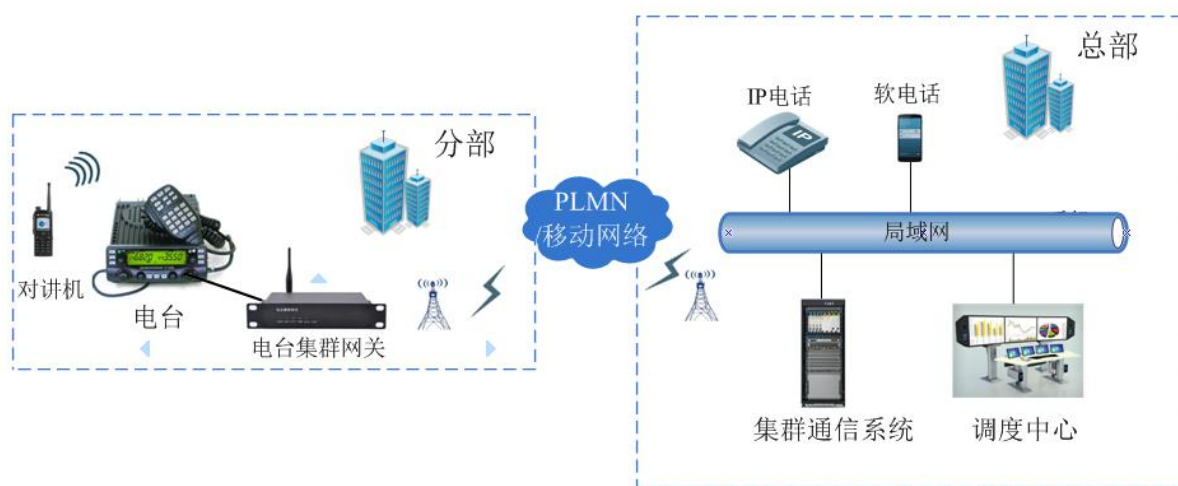 总部
IP电话
软电话
IP
分部
PLMN
/移动网络
局域网
对讲机
电台
电台集群网关
集群通信系统
调度中心